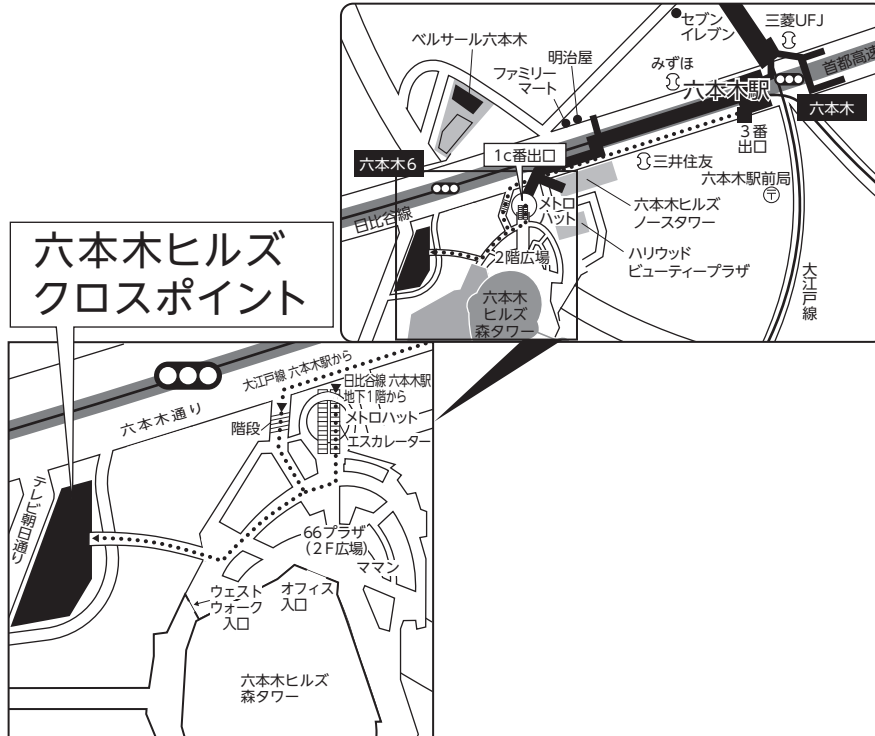 セブン
イレブン
三菱UFJ
首都高速
ベルサール六本木
明治屋
ファミリー
マート
みずほ
六本木駅
六本木
3番
出口
1c番出口
六本木6
三井住友
六本木駅前局
日比谷線
メトロ
ハット
六本木ヒルズ
ノースタワー
2階広場
ハリウッド
ビューティープラザ
六本木
ヒルズ
森タワー
大江戸線
六本木ヒルズ
クロスポイント
大江戸線 六本木駅から
日比谷線 六本木駅
地下1階から
六本木通り
階段
メトロハット
エスカレーター
テレビ朝日通り
66プラザ
(2F広場)
ママン
ウェスト
ウォーク
入口
オフィス
入口
六本木ヒルズ
森タワー